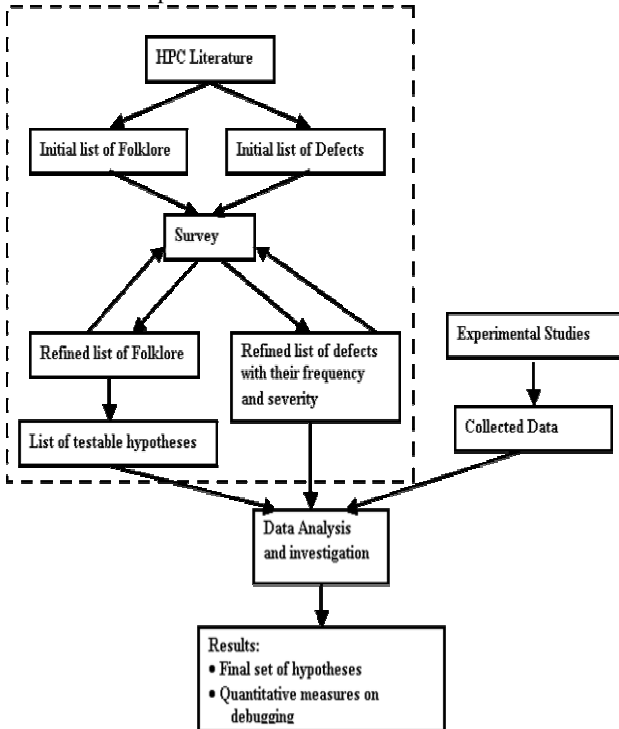 HPC Literature
Initial list of Folklore
Initial list of Defects
Survey
Refined list of Folklore
Refined list of defects
with their frequency
and severity
Experimental Studies
List of testable hypotheses
Collected Data
Data Analysis
and investigation
Results:
• Final set of hypotheses
• Quantitative measures on
debugging